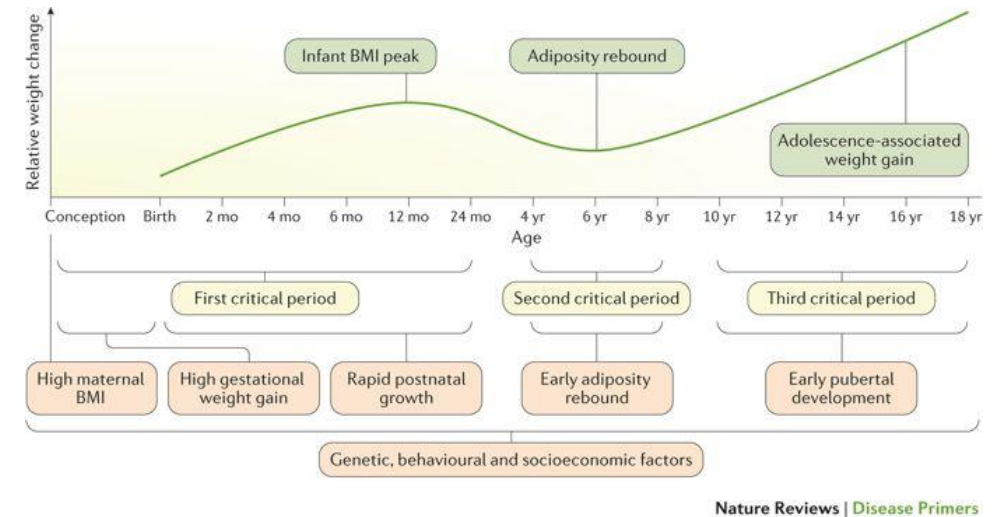 Relative weight change
Infant BMI peak
Adiposity rebound
Adolescence-associated
weight gain
Conception Birth 2 mo 4 mo 6 mo 12 mo 24 mo 4 yr 6 yr 8 yr 10 yr 12 yr 14 yr 16 yr 18 yr
Age
First critical period
Second critical period
Third critical period
High maternal
BMI
High gestational
weight gain
Rapid postnatal
growth
Early adiposity
rebound
Early pubertal
development
Genetic, behavioural and socioeconomic factors
Nature Reviews | Disease Primers